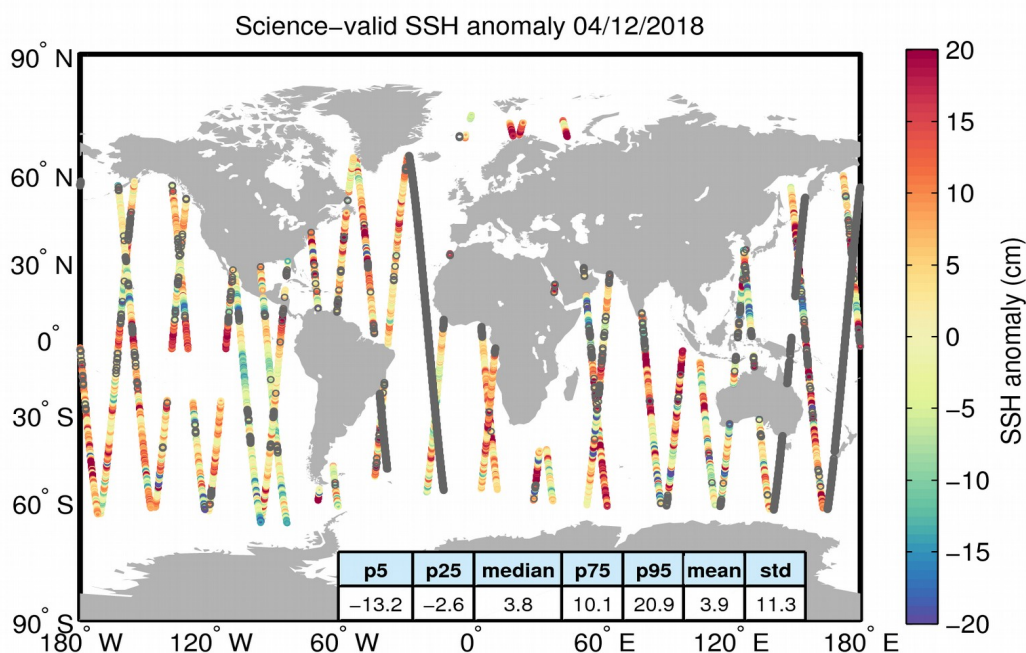 Science−valid SSH anomaly 04/12/2018
90° N
60° N
30° N
0°
30° S
60° S
90° S
180° W
120° W
60° W
0°
60° E
120° E
180° E
p5 p25 median p75 p95 mean std
−13.2 −2.6 3.8 10.1 20.9 3.9 11.3
20
15
10
5
0
−5
−10
−15
−20
SSH anomaly (cm)